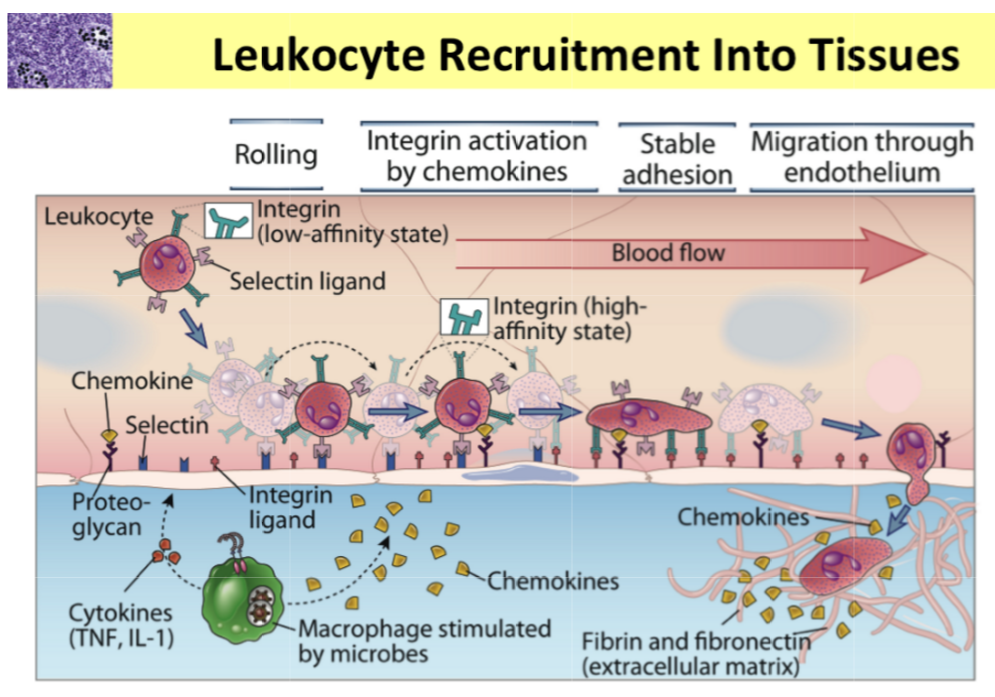 Leukocyte Recruitment Into Tissues
Rolling
Integrin activation
by chemokines
Stable
adhesion
Migration through
endothelium
Leukocyte
Integrin
(low-affinity state)
Selectin ligand
Blood flow
Integrin (high-
affinity state)
Chemokine
Selectin
Proteo-
glycan
Integrin
ligand
Chemokines
Cytokines
(TNF, IL-1)
Macrophage stimulated
by microbes
Chemokines
Fibrin and fibronectin
(extracellular matrix)